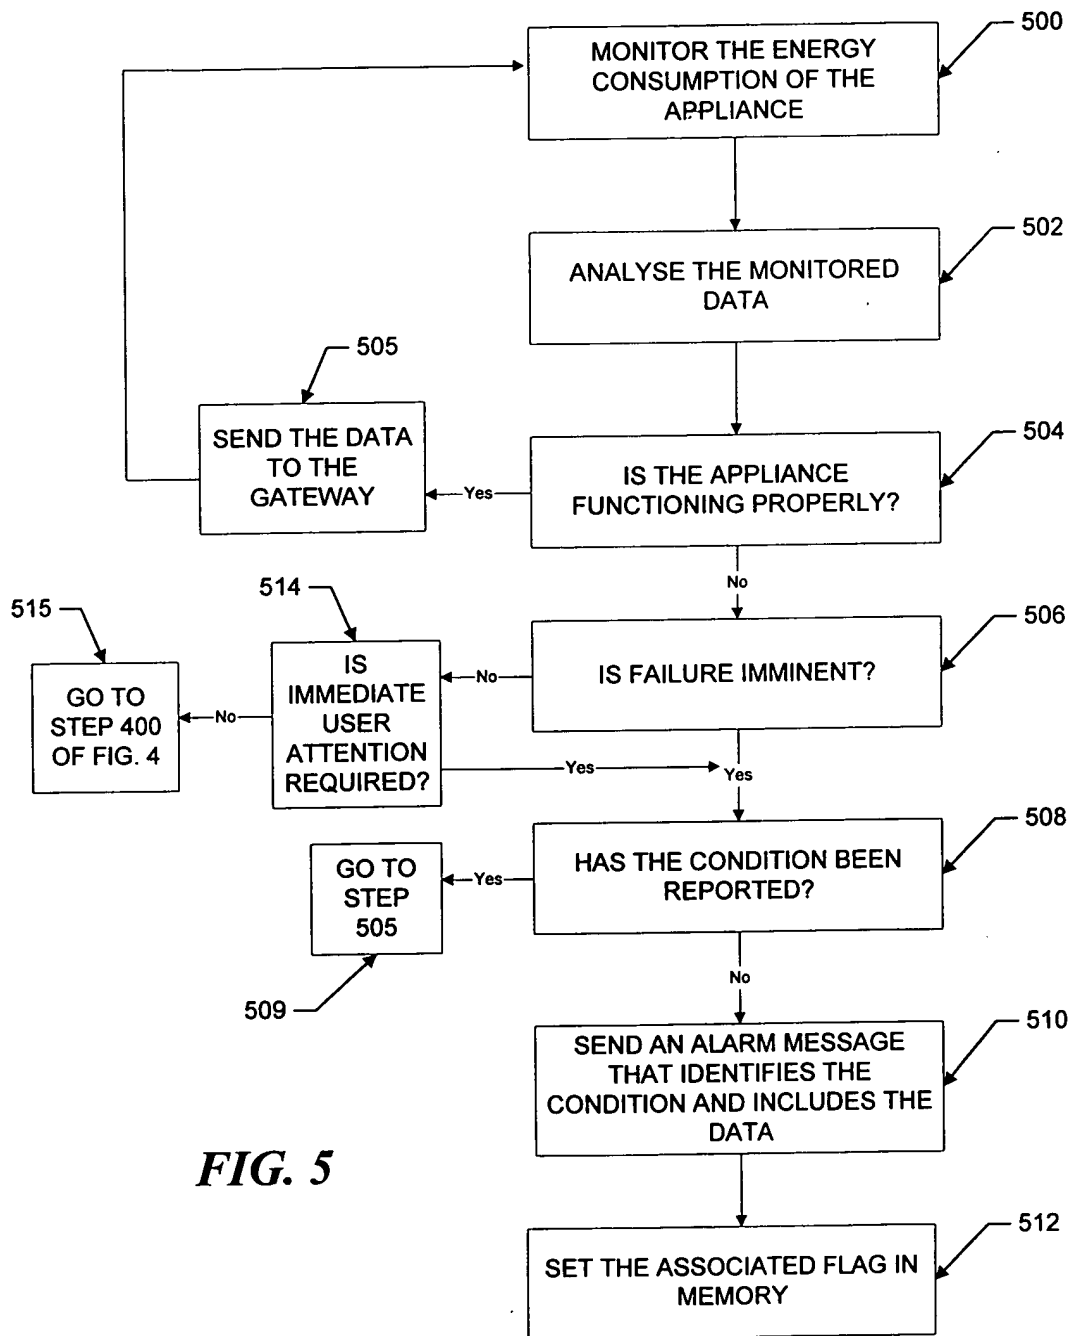 500
MONITOR THE ENERGY
CONSUMPTION OF THE
APPLIANCE
502
ANALYSE THE MONITORED
DATA
505
SEND THE DATA
TO THE
GATEWAY
Yes
504
IS THE APPLIANCE
FUNCTIONING PROPERLY?
No
514
515
506
IS
IMMEDIATE
USER
ATTENTION
REQUIRED?
No
IS FAILURE IMMINENT?
GO TO
STEP 400
OF FIG. 4
No
Yes
Yes
508
HAS THE CONDITION BEEN
REPORTED?
Yes
GO TO
STEP
505
509
No
510
SEND AN ALARM MESSAGE
THAT IDENTIFIES THE
CONDITION AND INCLUDES THE
DATA
FIG. 5
512
SET THE ASSOCIATED FLAG IN
MEMORY